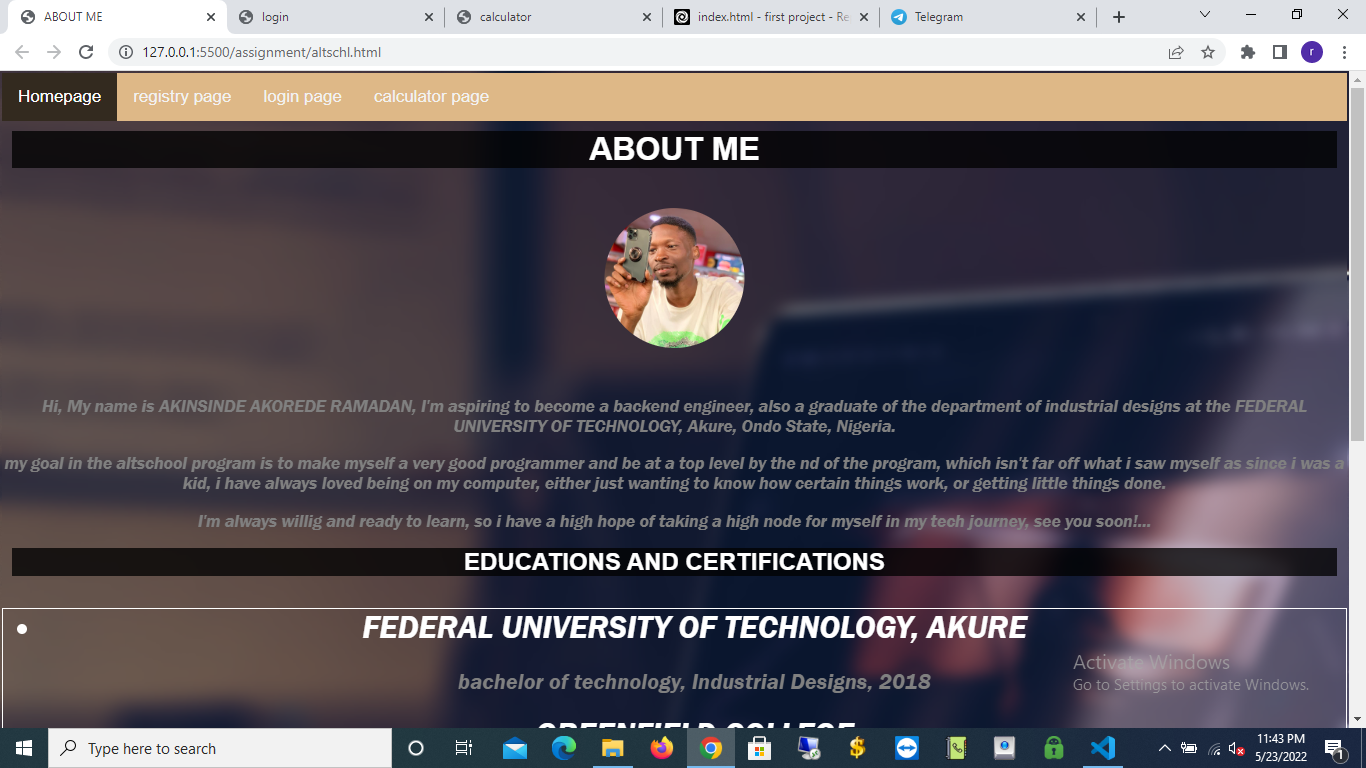 ABOUT ME
login
calculator
index.html - first project - Re
Telegram
127.0.0.1:5500/assignment/altschl.html
r
Homepage
registry page
login page
calculator page
ABOUT ME
Hi, My name is AKINSINDE AKOREDE RAMADAN, I'm aspiring to become a backend engineer, also a graduate of the department of industrial designs at the FEDERAL
UNIVERSITY OF TECHNOLOGY, Akure, Ondo State, Nigeria.
my goal in the altschool program is to make myself a very good programmer and be at a top level by the nd of the program, which isn't far off what i saw myself as since i was a
kid, i have always loved being on my computer, either just wanting to know how certain things work, or getting little things done.
I'm always willig and ready to learn, so i have a high hope of taking a high node for myself in my tech journey, see you soon!...
EDUCATIONS AND CERTIFICATIONS
FEDERAL UNIVERSITY OF TECHNOLOGY, AKURE
bachelor of technology, Industrial Designs, 2018
GREENFIELD COLLEGE
Activate Windows
Go to Settings to activate Windows.
Type here to search
11:43 PM
5/23/2022
1